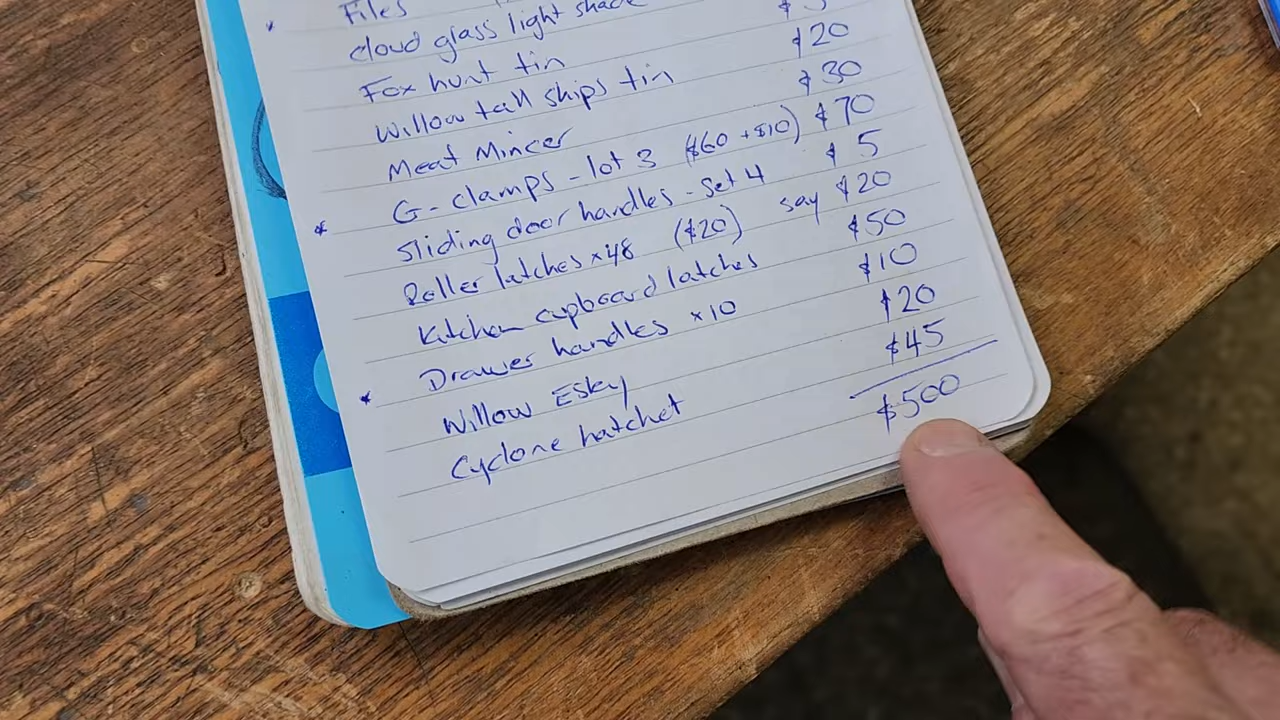 * Files
cloud glass light shade
Fox hunt tin $5
Willow tall ships tin $20
Meat Mincer $30
G-clamps - lot 3 ($60 + $10) $70
* Sliding door handles - set 4 $5
Roller latches x48 ($20) say $20
Kitchen cupboard latches $50
Drawer handles x10 $10
* Willow Esky $20
Cyclone hatchet $45
$500